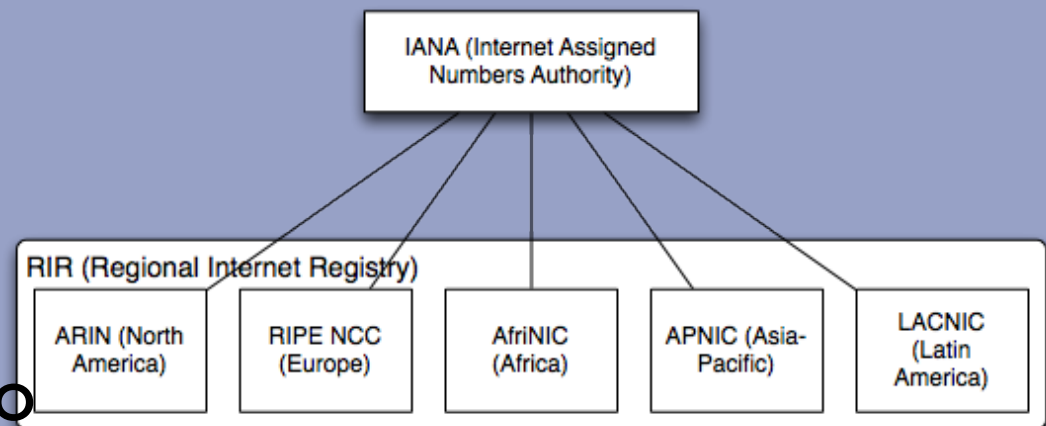 IANA (Internet Assigned
Numbers Authority)
RIR (Regional Internet Registry)
ARIN (North
America)
RIPE NCC
(Europe)
AfriNIC
(Africa)
APNIC (Asia-
Pacific)
LACNIC
(Latin
America)